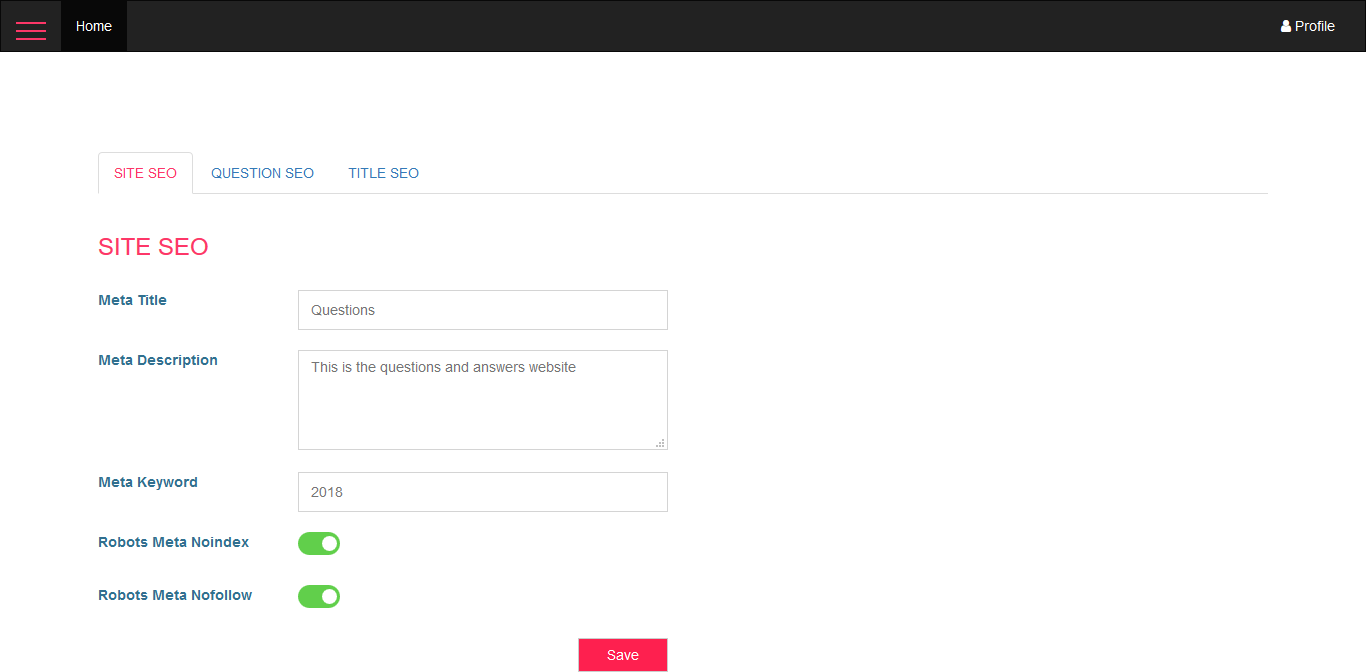 Home
Profile
SITE SEO
QUESTION SEO
TITLE SEO
SITE SEO
Meta Title
Questions
Meta Description
This is the questions and answers website
Meta Keyword
2018
Robots Meta Noindex
Robots Meta Nofollow
Save